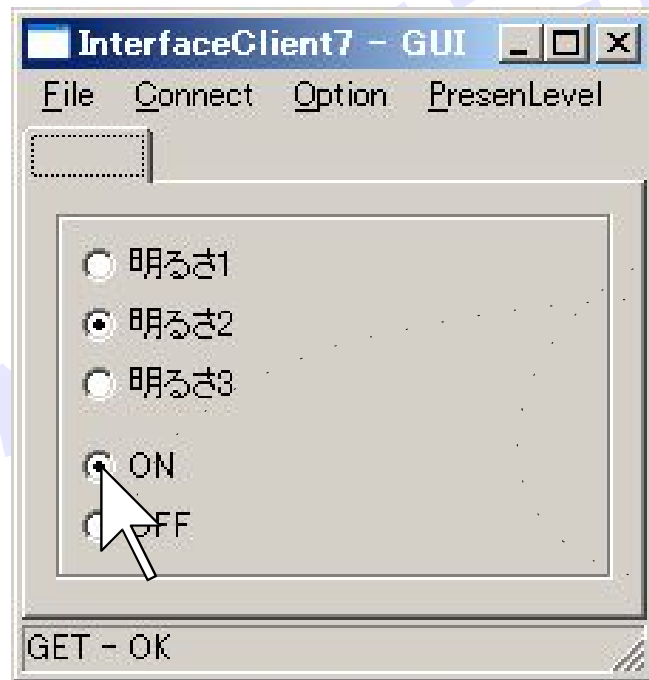 InterfaceClient7 - GUI
File Connect Option PresenLevel
明るさ1
明るさ2
明るさ3
ON
OFF
GET - OK